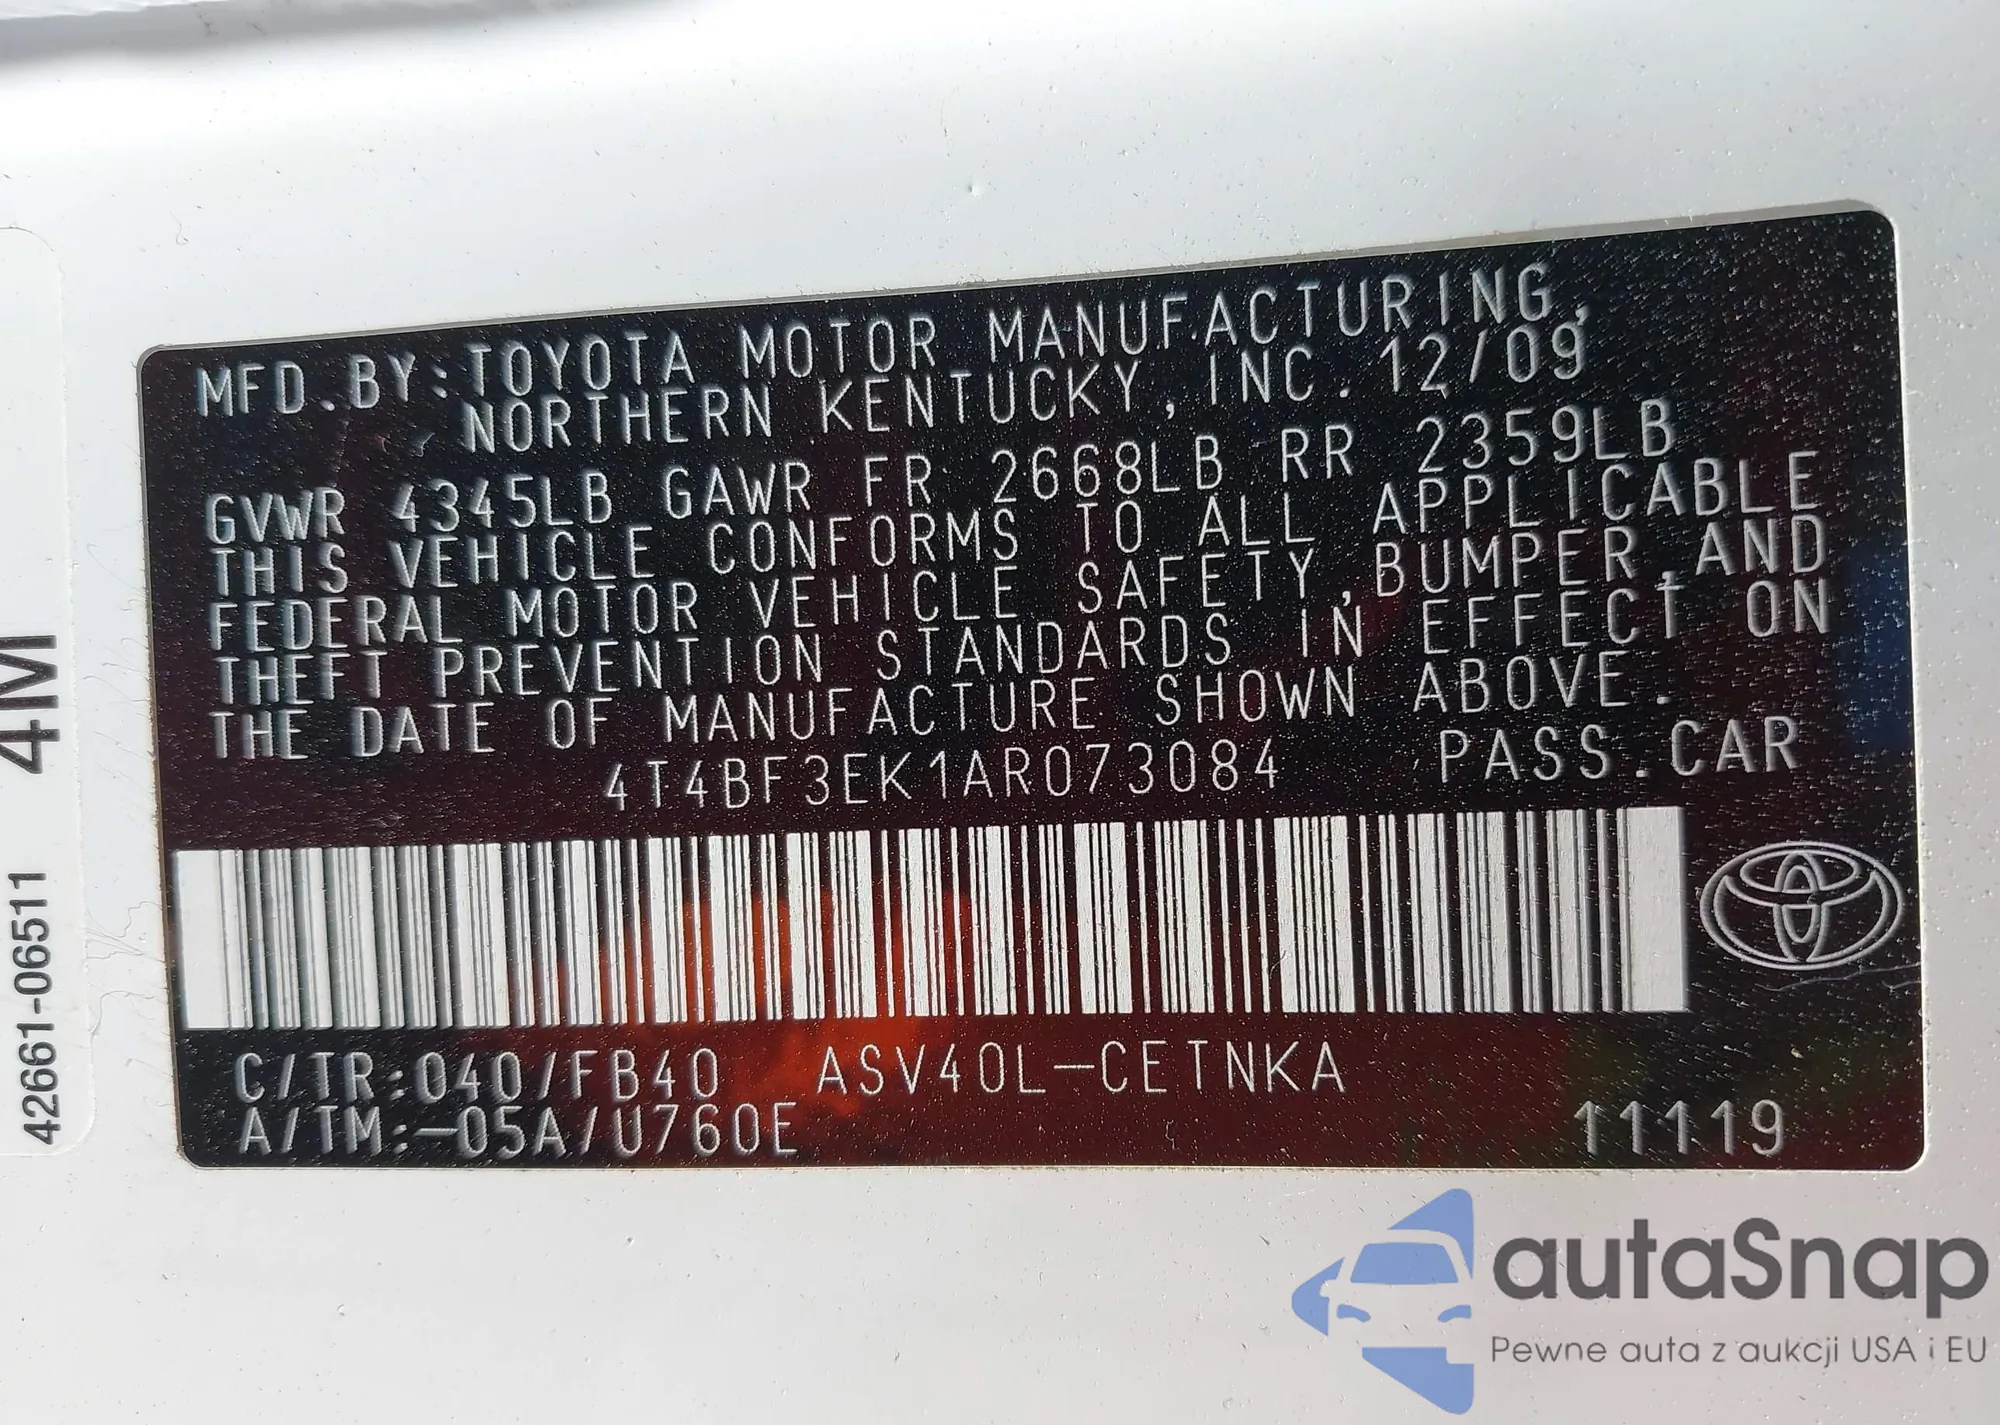 MFD.BY:TOYOTA MOTOR MANUFACTURING,
NORTHERN KENTUCKY, INC. 12/09
GVWR 4345LB GAWR FR 2668LB RR 2359LB
THIS VEHICLE CONFORMS TO ALL APPLICABLE
FEDERAL MOTOR VEHICLE SAFETY,BUMPER,AND
THEFT PREVENTION STANDARDS IN EFFECT ON
THE DATE OF MANUFACTURE SHOWN ABOVE.
4T4BF3EK1AR073084 PASS.CAR
C/TR:040/FB40 ASV40L-CETNKA
A/TM:-05A/U760E 11119
42661-06511 4M
autaSnap
Pewne auta z aukcji USA i EU